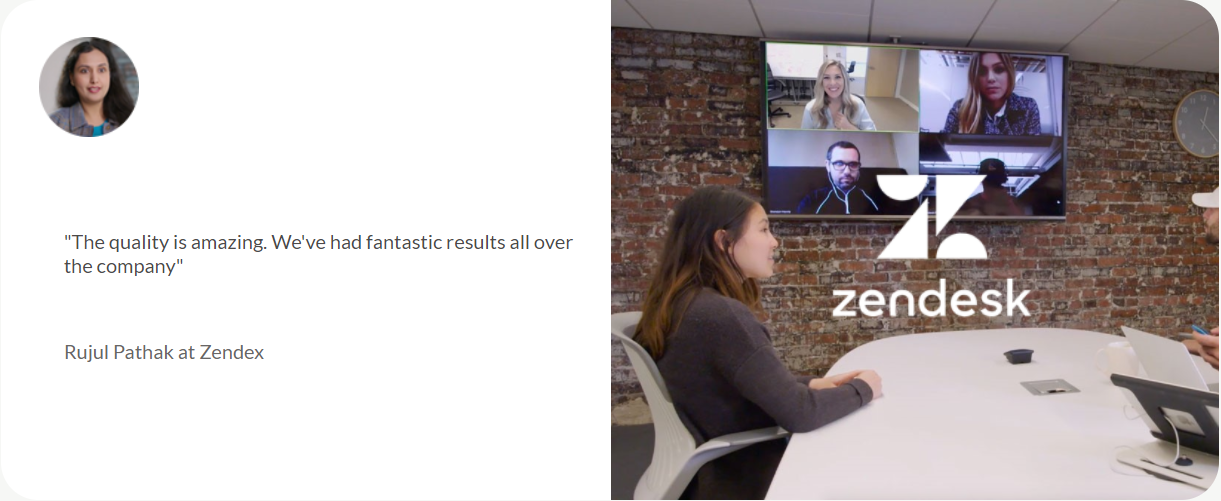 "The quality is amazing. We've had fantastic results all over
the company"
Rujul Pathak at Zendex
zendesk